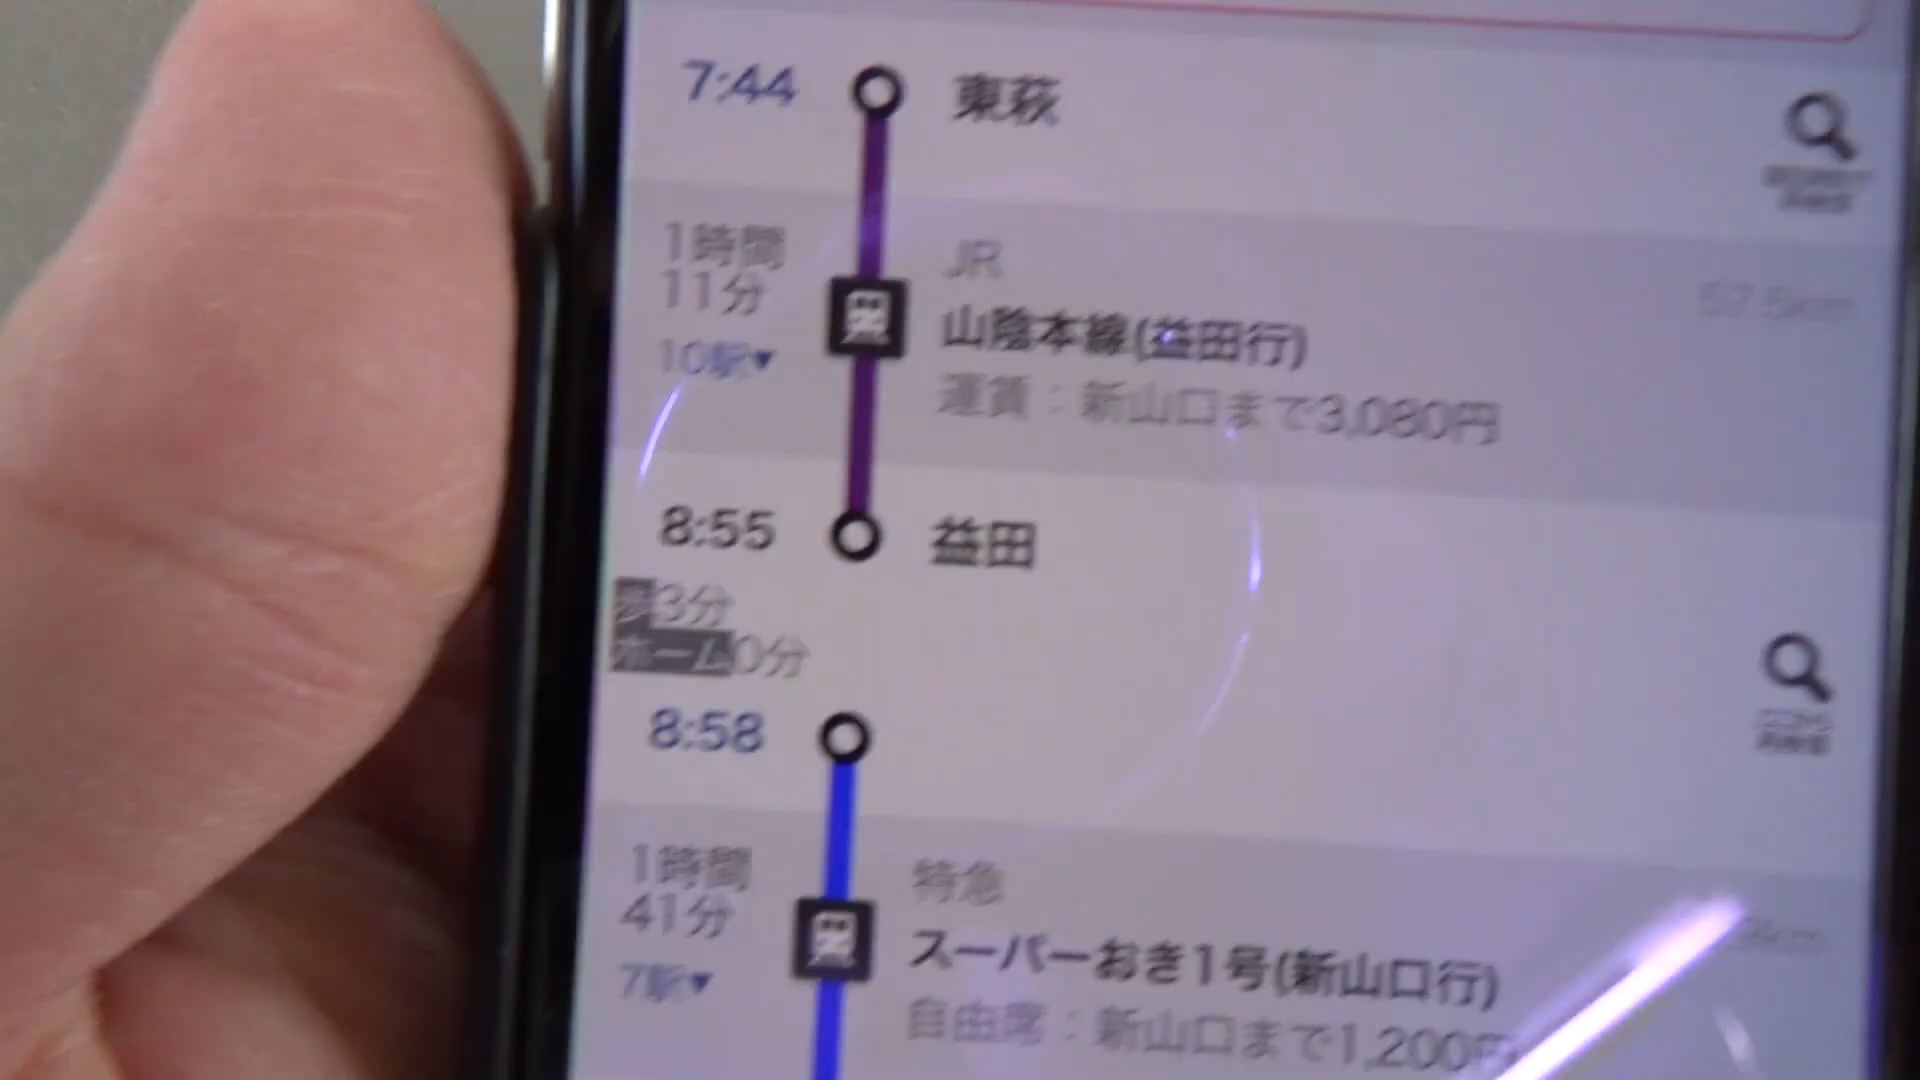 7:44 東萩
1時間
11分
10駅▼
JR
57.5km
山陰本線(益田行)
運賃：新山口まで3,080円
8:55 益田
歩3分
ホーム0分
8:58
1時間
41分
7駅▼
特急
スーパーおき1号(新山口行)
自由席：新山口まで1,200円